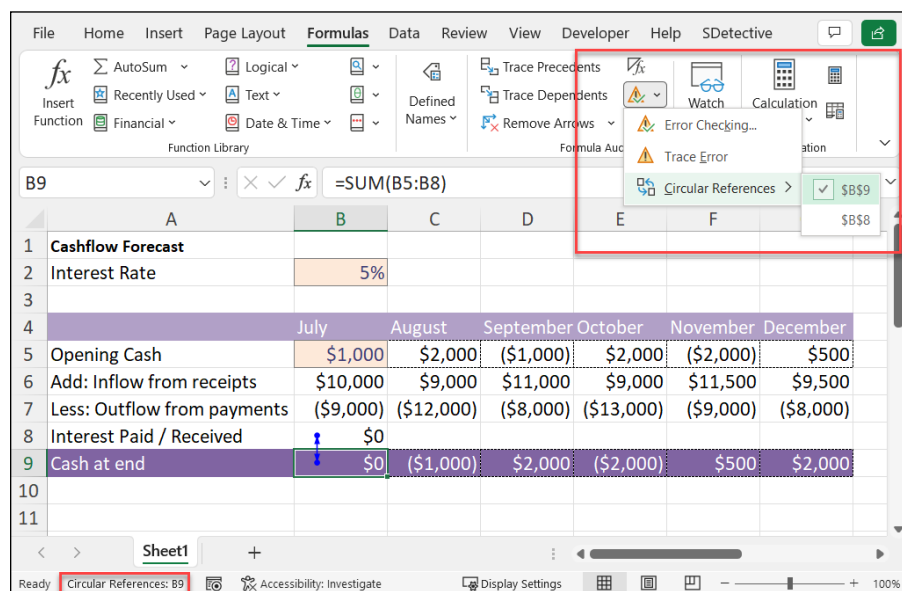 File Home Insert Page Layout Formulas Data Review View Developer Help SDetective
fx Insert Function
AutoSum
Recently Used
Financial
Logical
Text
Date & Time
Function Library
Defined Names
Trace Precedents
Trace Dependents
Remove Arrows
fx
Watch
Calculation
Formula Auc
ation
Error Checking...
Trace Error
Circular References
$B$9
$B$8
B9 fx =SUM(B5:B8)
A B C D E F
1 Cashflow Forecast
2 Interest Rate 5%
3
4 July August September October November December
5 Opening Cash $1,000 $2,000 ($1,000) $2,000 ($2,000) $500
6 Add: Inflow from receipts $10,000 $9,000 $11,000 $9,000 $11,500 $9,500
7 Less: Outflow from payments ($9,000) ($12,000) ($8,000) ($13,000) ($9,000) ($8,000)
8 Interest Paid / Received $0
9 Cash at end $0 ($1,000) $2,000 ($2,000) $500 $2,000
10
11
Sheet1
Ready Circular References: B9 Accessibility: Investigate Display Settings 100%